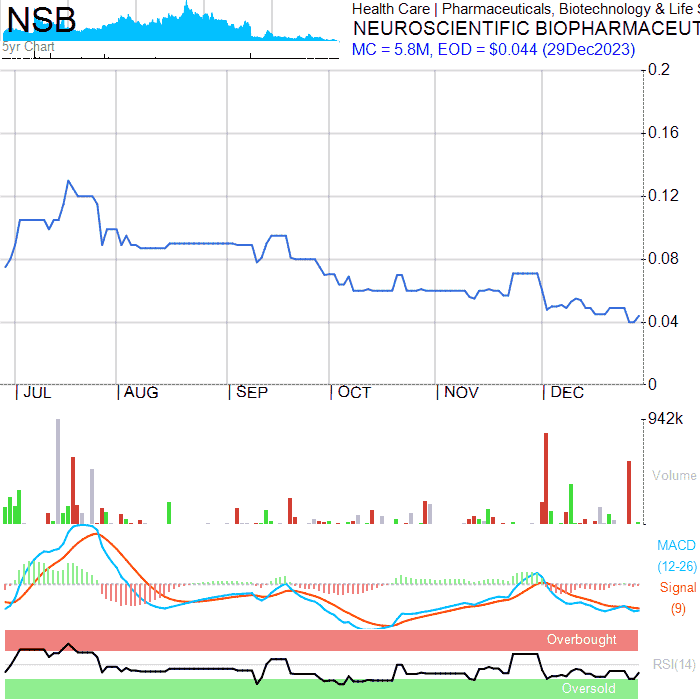 NSB
5yr Chart
Health Care | Pharmaceuticals, Biotechnology & Life
NEUROSCIENTIFIC BIOPHARMACEUT
MC = 5.8M, EOD = $0.044 (29Dec2023)
0.2
0.16
0.12
0.08
0.04
0
JUL AUG SEP OCT NOV DEC
942k
Volume
MACD
(12-26)
Signal
(9)
Overbought
RSI(14)
Oversold